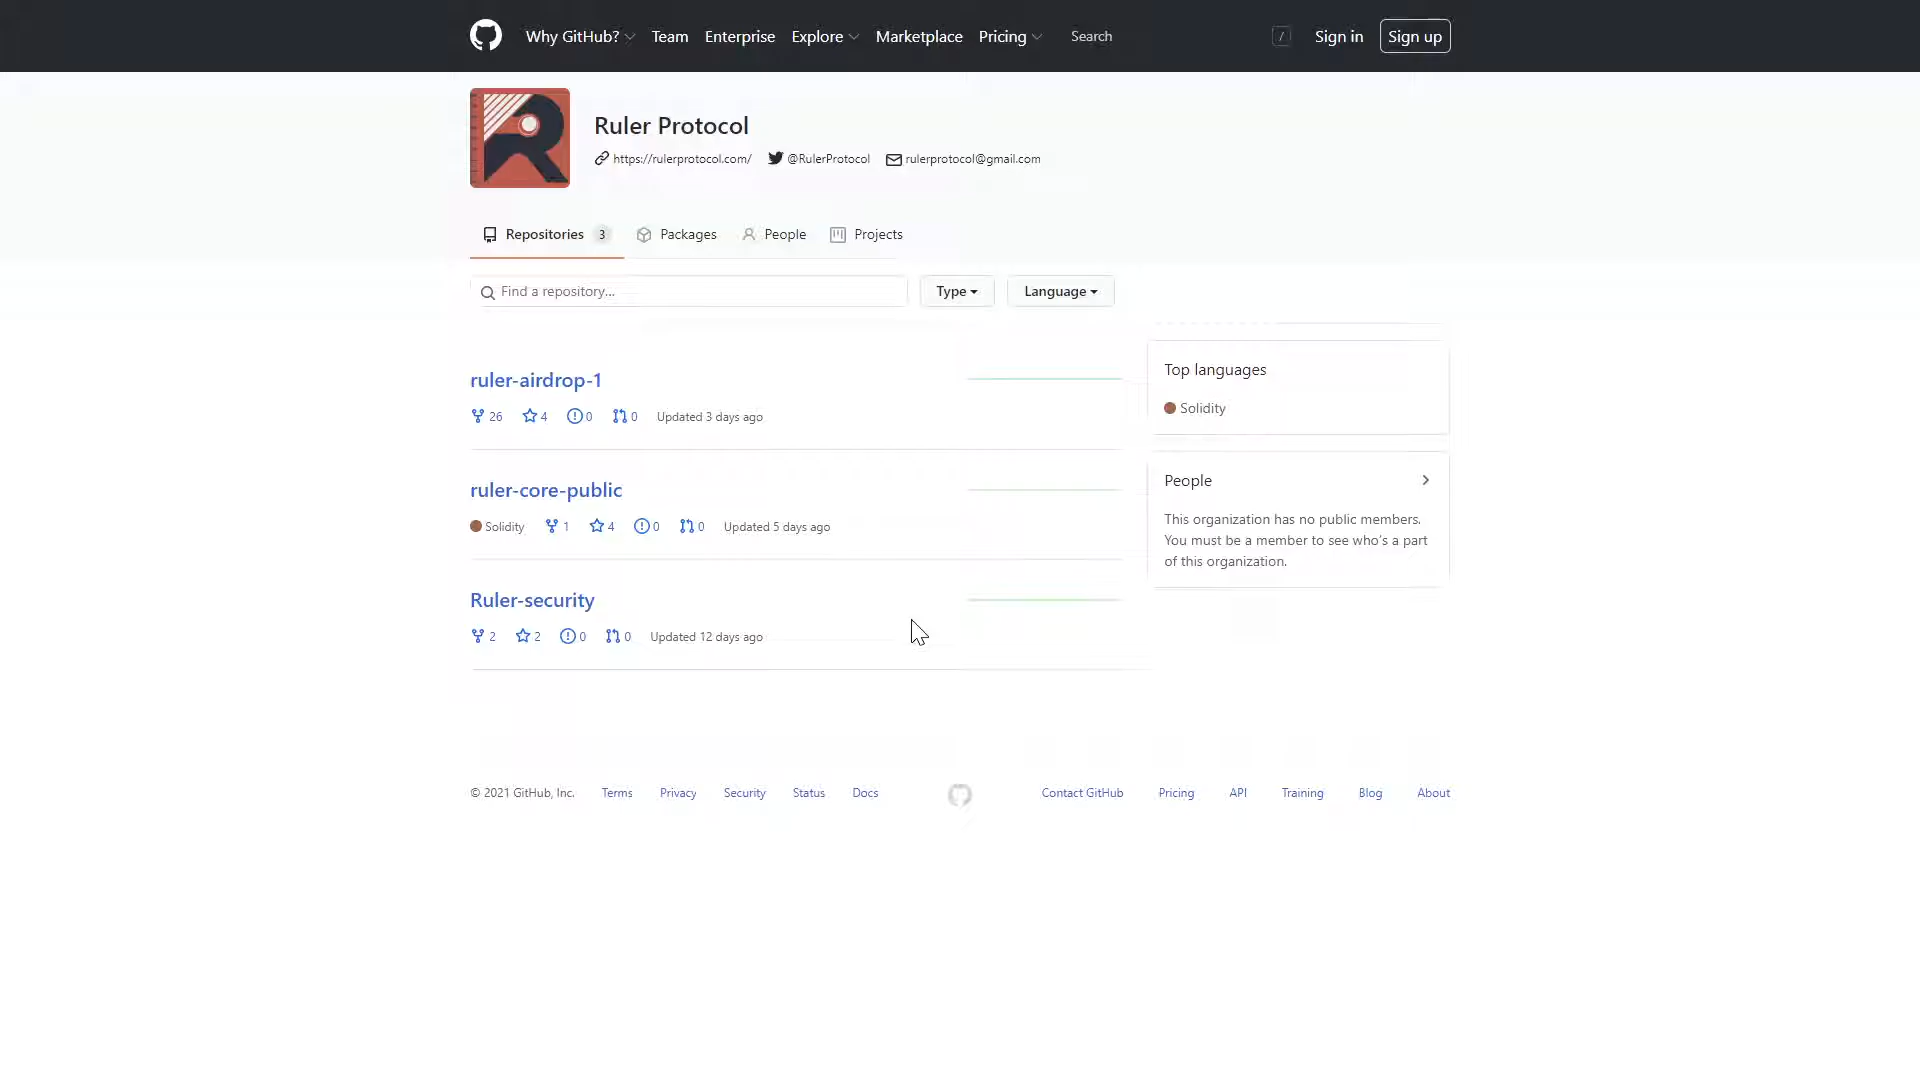 Why GitHub? Team Enterprise Explore Marketplace Pricing Search / Sign in Sign up
Ruler Protocol
https://rulerprotocol.com/ @RulerProtocol rulerprotocol@gmail.com
Repositories 3 Packages People Projects
Find a repository... Type Language
ruler-airdrop-1
26 4 0 0 Updated 3 days ago
ruler-core-public
Solidity 1 4 0 0 Updated 5 days ago
Ruler-security
2 2 0 0 Updated 12 days ago
Top languages
Solidity
People
This organization has no public members.
You must be a member to see who's a part
of this organization.
© 2021 GitHub, Inc. Terms Privacy Security Status Docs Contact GitHub Pricing API Training Blog About